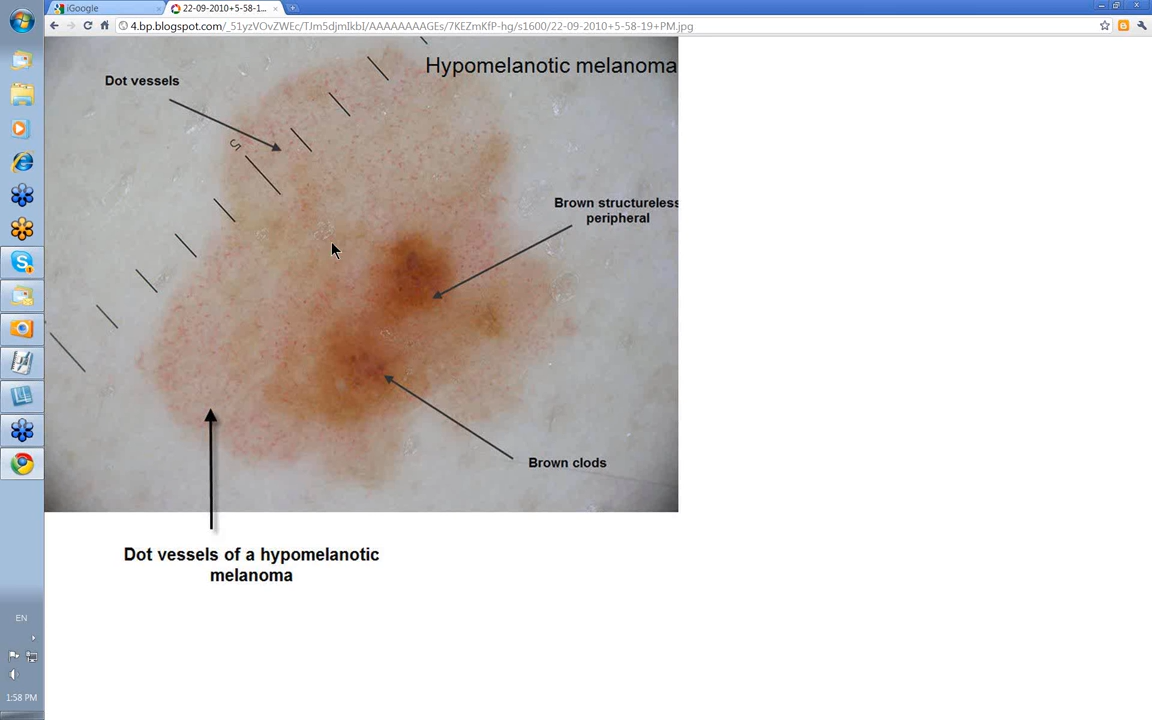 iGoogle
22-09-2010+5-58-1...
4.bp.blogspot.com/_51yzVOvZWEc/TJm5djmIkbI/AAAAAAAAGEs/7KEZmKfP-hg/s1600/22-09-2010+5-58-19+PM.jpg
Hypomelanotic melanoma
Dot vessels
5
Brown structureless
peripheral
Brown clods
Dot vessels of a hypomelanotic
melanoma
EN
1:58 PM